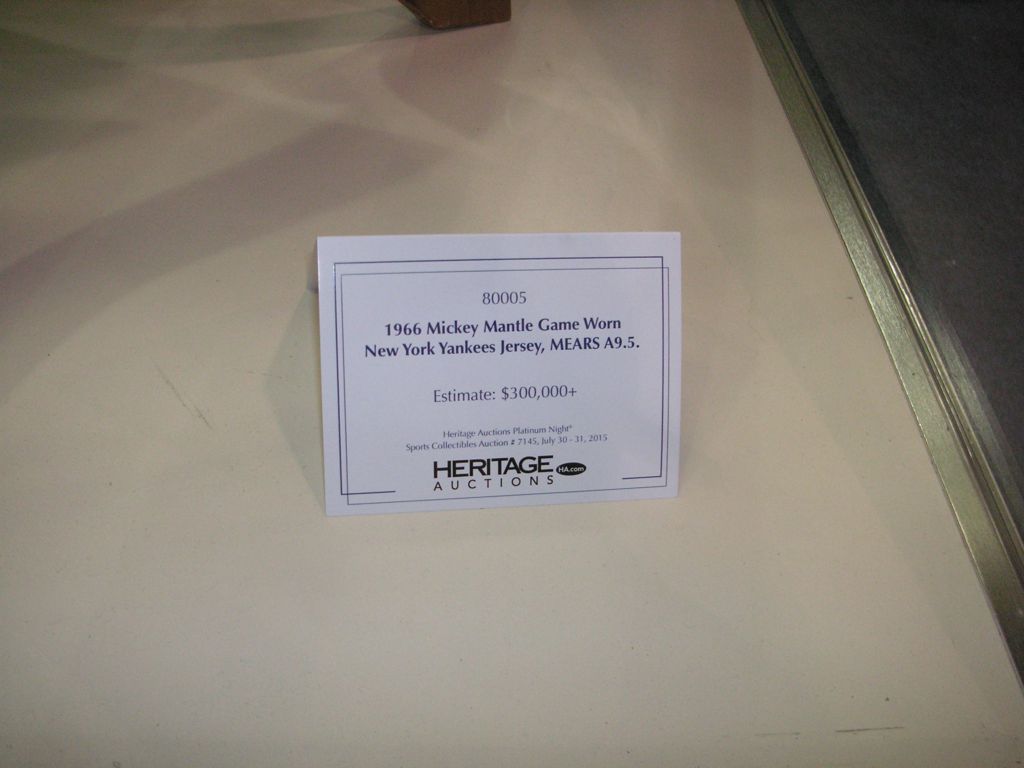 80005
1966 Mickey Mantle Game Worn
New York Yankees Jersey, MEARS A9.5.
Estimate: $300,000+
Heritage Auctions Platinum Night®
Sports Collectibles Auction # 7145, July 30 - 31, 2015
HERITAGE HA.com
AUCTIONS